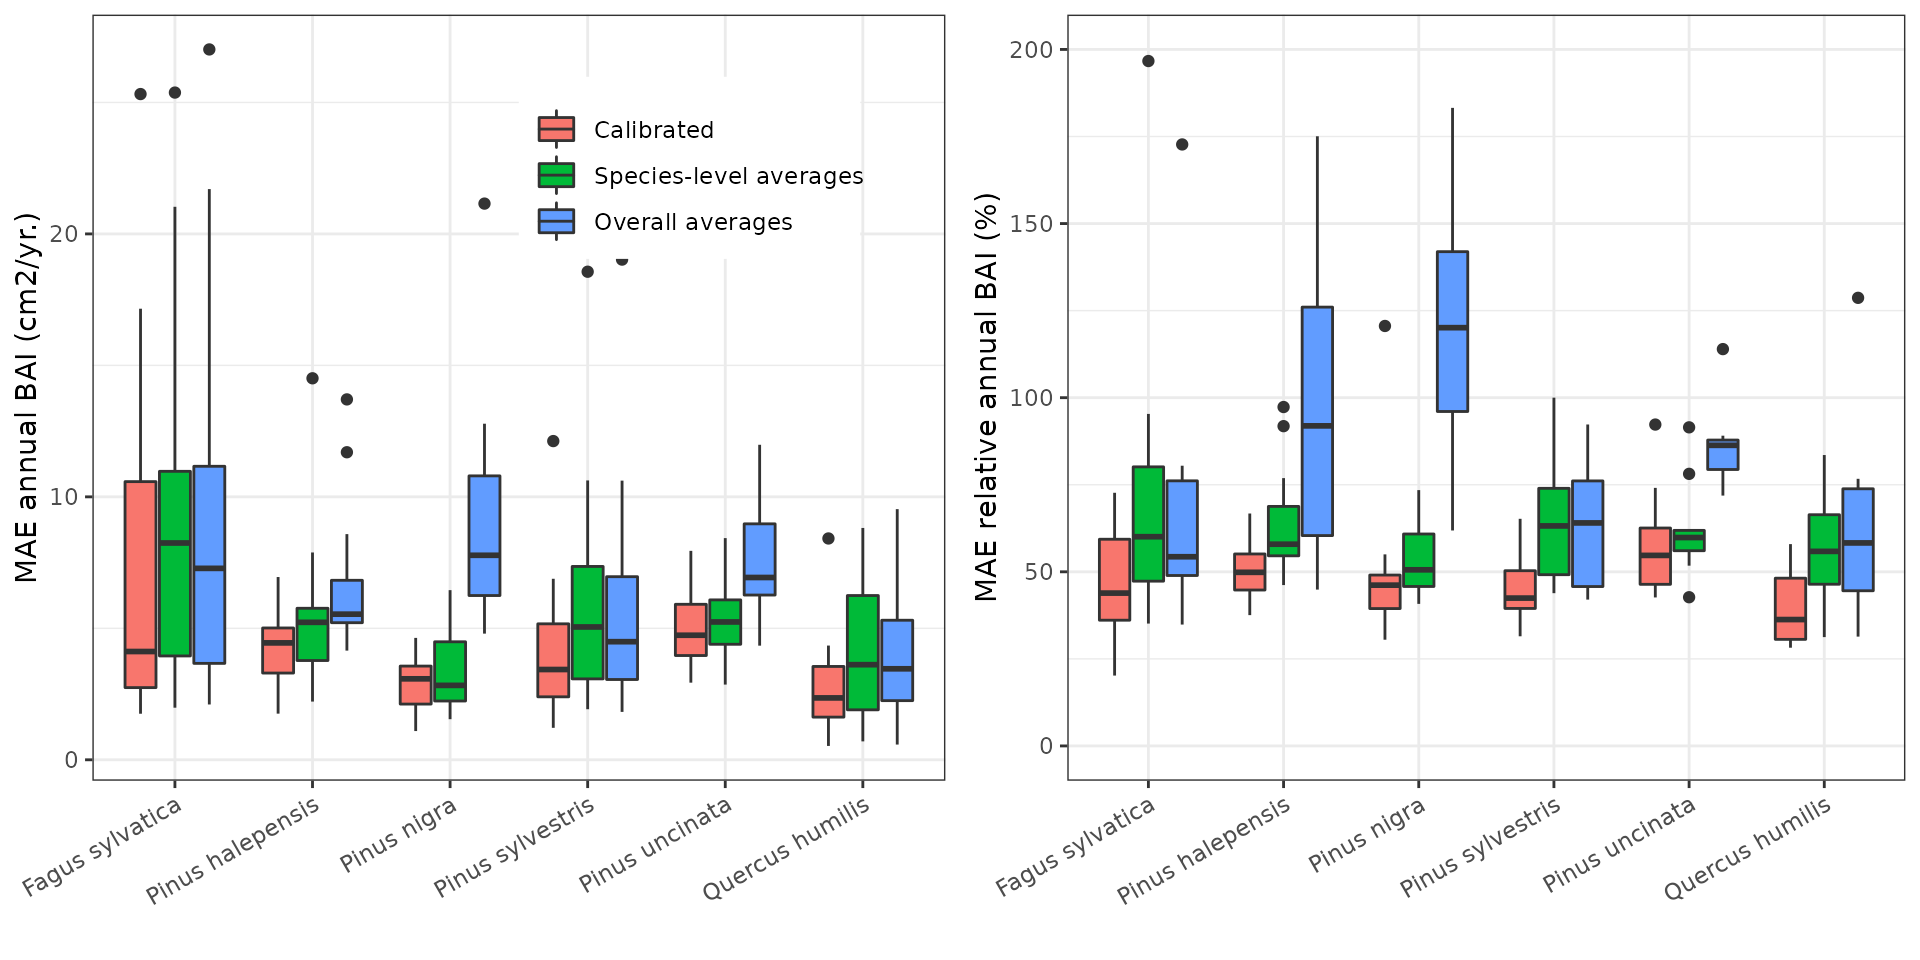 MAE annual BAI (cm2/yr.)
20
10
0
Calibrated
Species-level averages
Overall averages
Fagus sylvatica
Pinus halepensis
Pinus nigra
Pinus sylvestris
Pinus uncinata
Quercus humilis
MAE relative annual BAI (%)
200
150
100
50
0
Fagus sylvatica
Pinus halepensis
Pinus nigra
Pinus sylvestris
Pinus uncinata
Quercus humilis